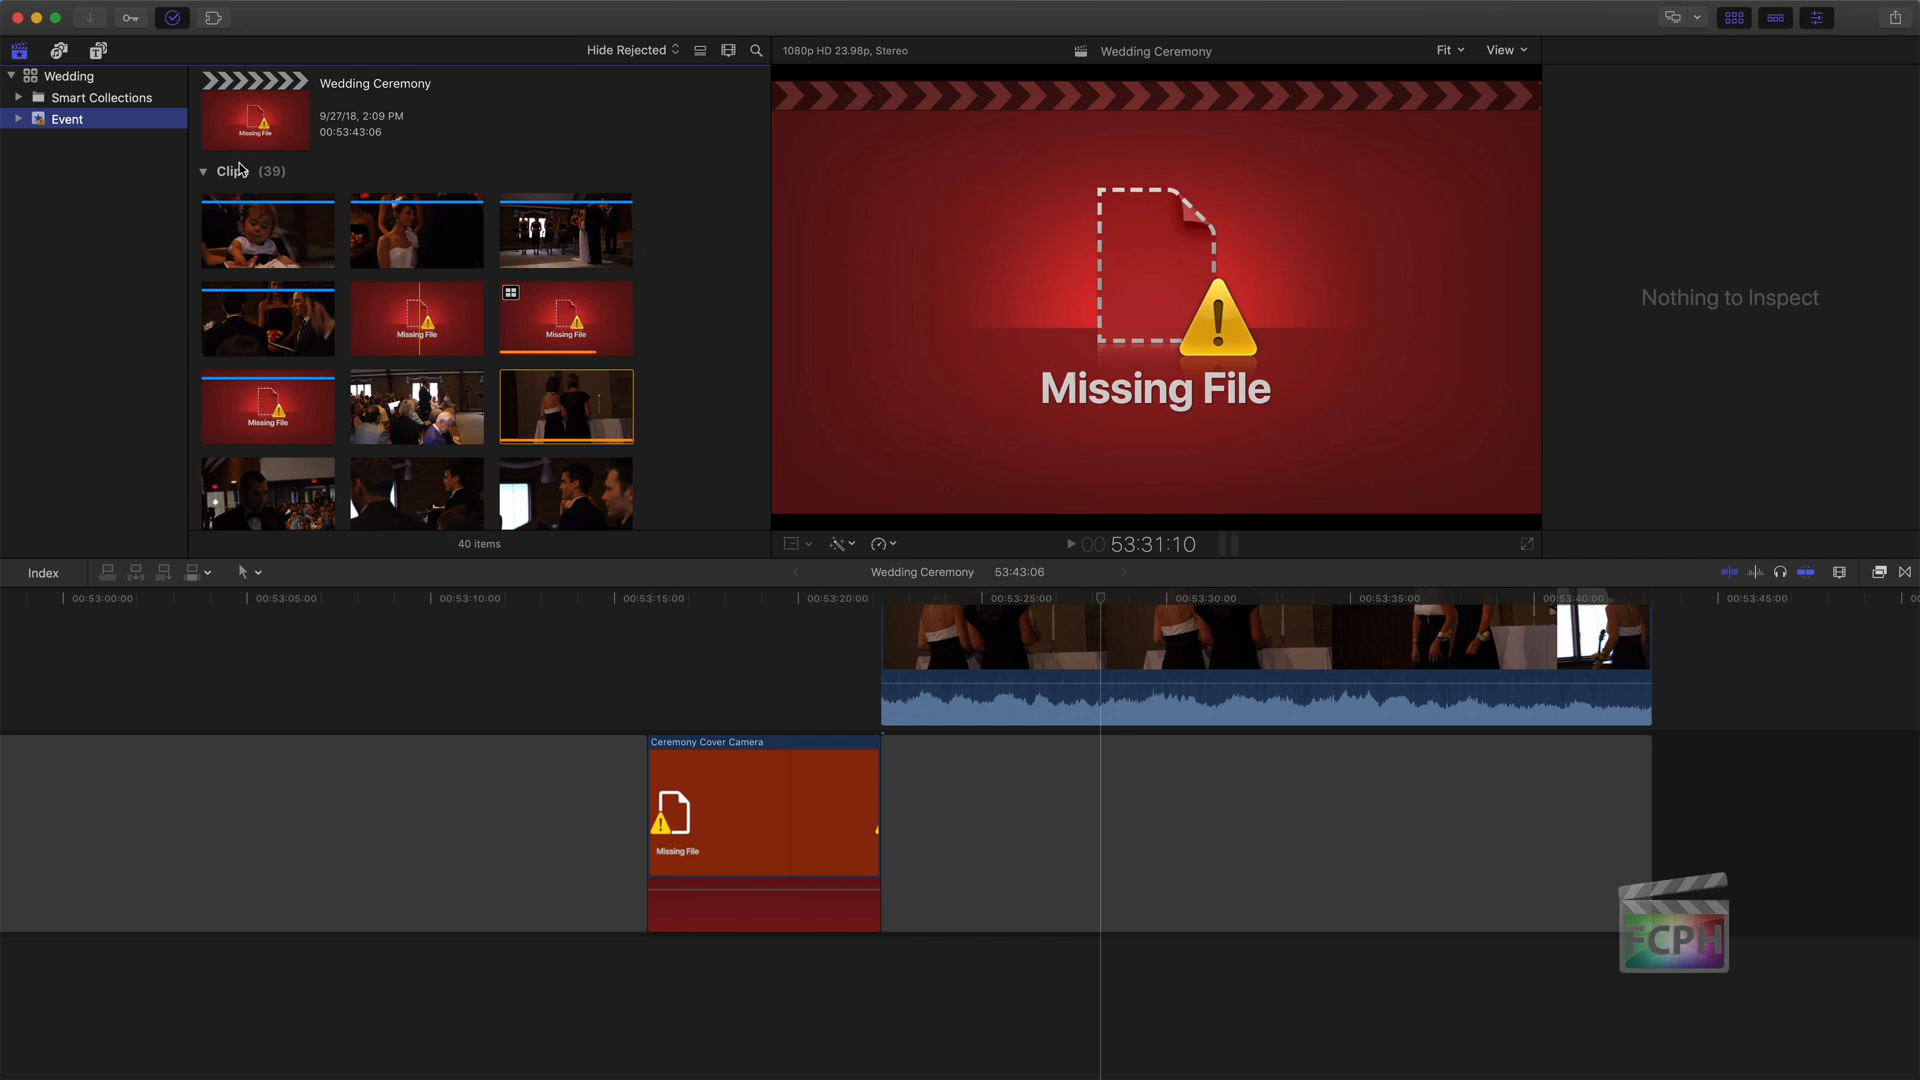 Hide Rejected
1080p HD 23.98p, Stereo
Wedding Ceremony
Fit
View
Wedding
Smart Collections
Event
Wedding Ceremony
9/27/18, 2:09 PM
00:53:43:06
Missing File
Clips (39)
Missing File
Missing File
Missing File
40 items
Missing File
Nothing to Inspect
00:53:31:10
Index
Wedding Ceremony
53:43:06
00:53:00:00
00:53:05:00
00:53:10:00
00:53:15:00
00:53:20:00
00:53:25:00
00:53:30:00
00:53:35:00
00:53:40:00
00:53:45:00
Ceremony Cover Camera
Missing File
FCPH